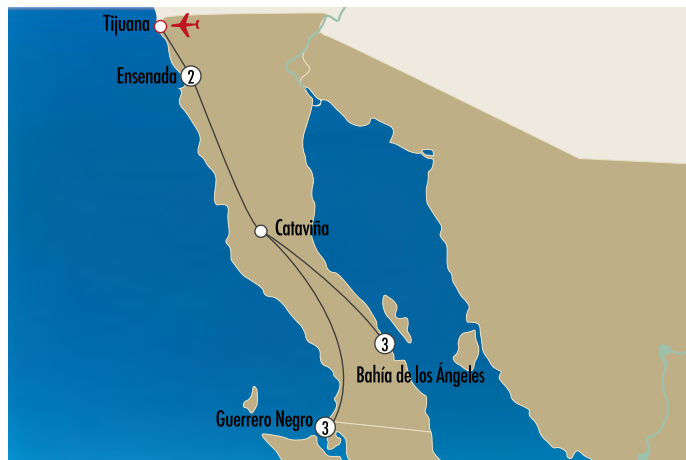 Tijuana
Ensenada 2
Cataviña
3
Bahía de los Ángeles
Guerrero Negro 3